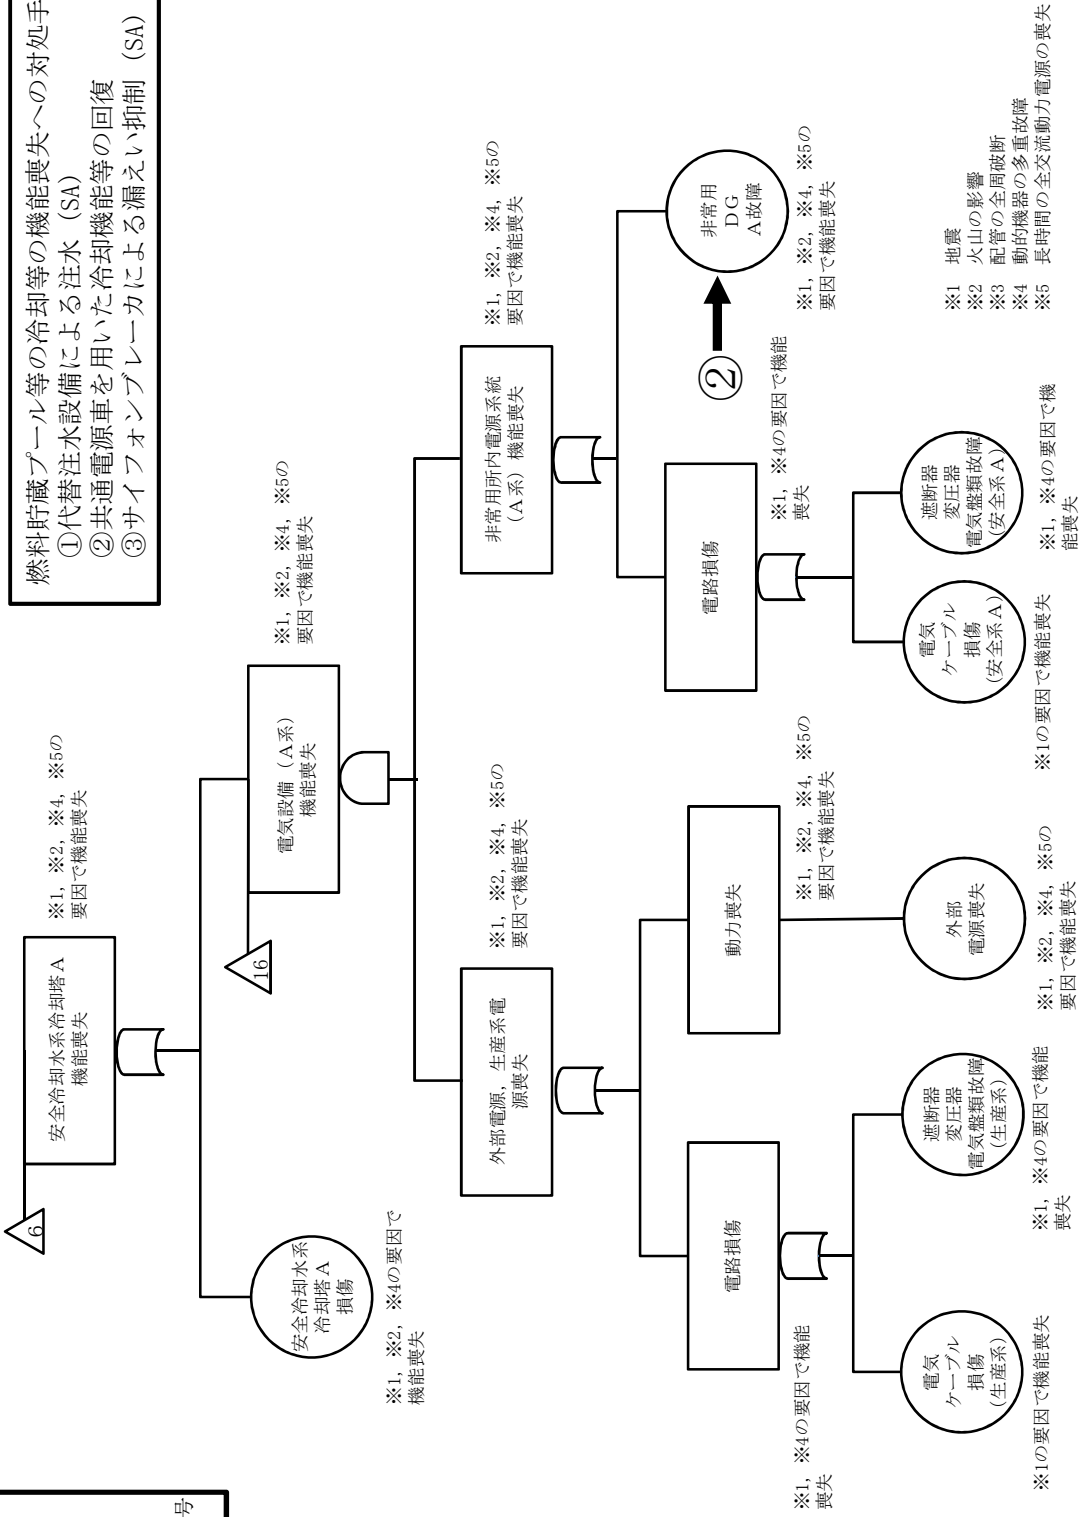 燃料貯蔵プール等の冷却等の機能喪失への対処手
①代替注水設備による注水（SA）
②共通電源車を用いた冷却機能等の回復
③サイフォンブレーカによる漏えい抑制（SA）
号
6
安全冷却水系冷却塔A
機能喪失
※1，※2，※4，※5の
要因で機能喪失
安全冷却水系
冷却塔A
損傷
※1，※2，※4の要因で
機能喪失
16
電気設備（A系）
機能喪失
※1，※2，※4，※5の
要因で機能喪失
外部電源，生産系電
源喪失
※1，※2，※4，※5の
要因で機能喪失
非常用所内電源系統
（A系）機能喪失
※1，※2，※4，※5の
要因で機能喪失
電路損傷
※1，※4の要因で機能
喪失
動力喪失
※1，※2，※4，※5の
要因で機能喪失
電路損傷
※1，※4の要因で機能
喪失
②
非常用
DG
A故障
※1，※2，※4，※5の
要因で機能喪失
電気
ケーブル
損傷
（生産系）
※1の要因で機能喪失
遮断器
変圧器
電気盤類故障
（生産系）
※1，※4の要因で機能
喪失
外部
電源喪失
※1，※2，※4，※5の
要因で機能喪失
電気
ケーブル
損傷
（安全系A）
※1の要因で機能喪失
遮断器
変圧器
電気盤類故障
（安全系A）
※1，※4の要因で機
能喪失
※1 地震
※2 火山の影響
※3 配管の全周破断
※4 動的機器の多重故障
※5 長時間の全交流動力電源の喪失